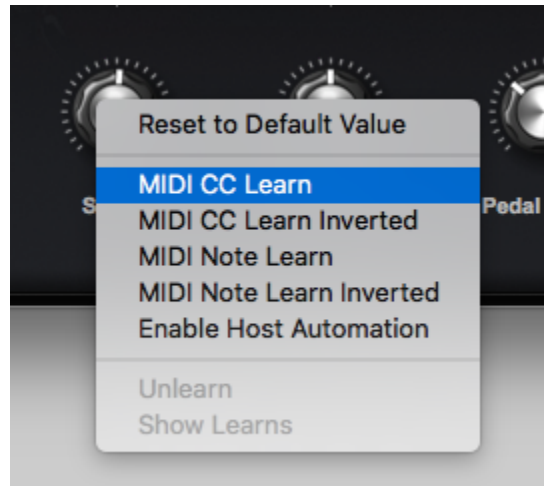 Reset to Default Value
MIDI CC Learn
S
Pedal
MIDI CC Learn Inverted
MIDI Note Learn
MIDI Note Learn Inverted
Enable Host Automation
Unlearn
Show Learns